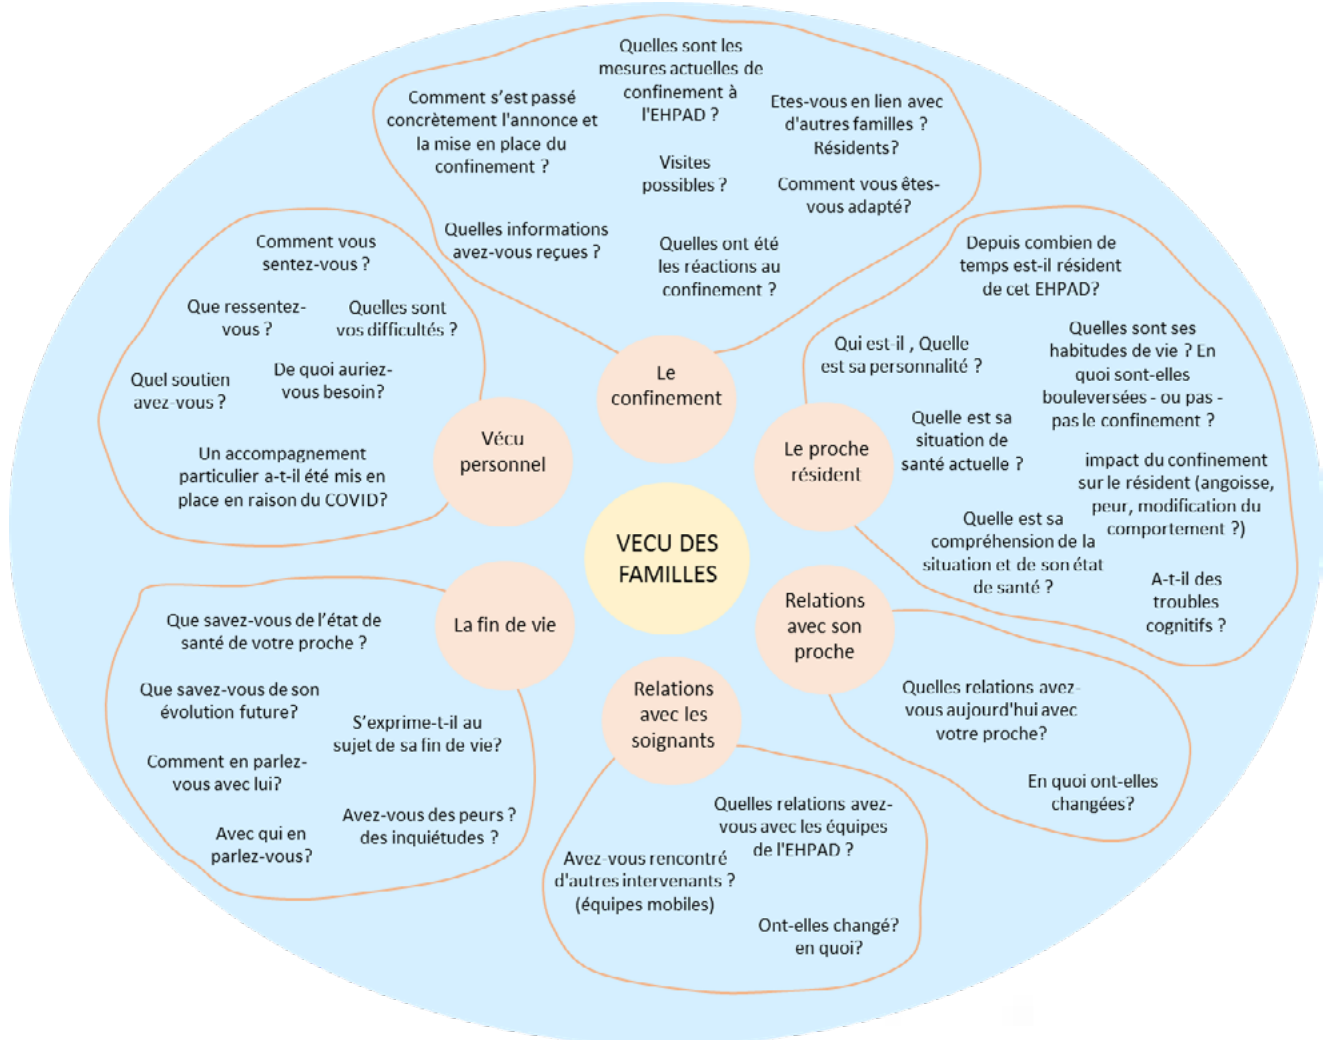 Quelles sont les
mesures actuelles de
confinement à
l'EHPAD ?
Comment s'est passé
concrètement l'annonce et
la mise en place du
confinement ?
Etes-vous en lien avec
d'autres familles ?
Résidents?
Visites
possibles ?
Comment vous êtes-
vous adapté?
Quelles informations
avez-vous reçues ?
Quelles ont été
les réactions au
confinement ?
Le
confinement
Comment vous
sentez-vous ?
Que ressentez-
vous ?
Quelles sont
vos difficultés ?
Quel soutien
avez-vous ?
De quoi auriez-
vous besoin?
Un accompagnement
particulier a-t-il été mis en
place en raison du COVID?
Vécu
personnel
Depuis combien de
temps est-il résident
de cet EHPAD?
Qui est-il , Quelle
est sa personnalité ?
Quelles sont ses
habitudes de vie ? En
quoi sont-elles
bouleversées - ou pas -
pas le confinement ?
Quelle est sa
situation de
santé actuelle ?
impact du confinement
sur le résident (angoisse,
peur, modification du
comportement ?)
Quelle est sa
compréhension de la
situation et de son état
de santé ?
A-t-il des
troubles
cognitifs ?
Le proche
résident
VECU DES
FAMILLES
La fin de vie
Que savez-vous de l'état de
santé de votre proche ?
Que savez-vous de son
évolution future?
S'exprime-t-il au
sujet de sa fin de vie?
Comment en parlez-
vous avec lui?
Avez-vous des peurs ?
des inquiétudes ?
Avec qui en
parlez-vous?
Relations
avec les
soignants
Quelles relations avez-
vous avec les équipes
de l'EHPAD ?
Avez-vous rencontré
d'autres intervenants ?
(équipes mobiles)
Ont-elles changé?
en quoi?
Relations
avec son
proche
Quelles relations avez-
vous aujourd'hui avec
votre proche?
En quoi ont-elles
changées?